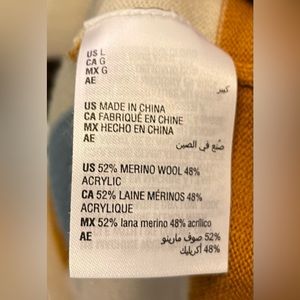 US L
CA G
MX G
AE
كبير
US MADE IN CHINA
CA FABRIQUÉ EN CHINE
MX HECHO EN CHINA
AE
صُنع في الصين
US 52% MERINO WOOL 48%
ACRYLIC
CA 52% LAINE MÉRINOS 48%
ACRYLIQUE
MX 52% lana merino 48% acrílico
AE 52% صوف مارينو
48% أكريليك